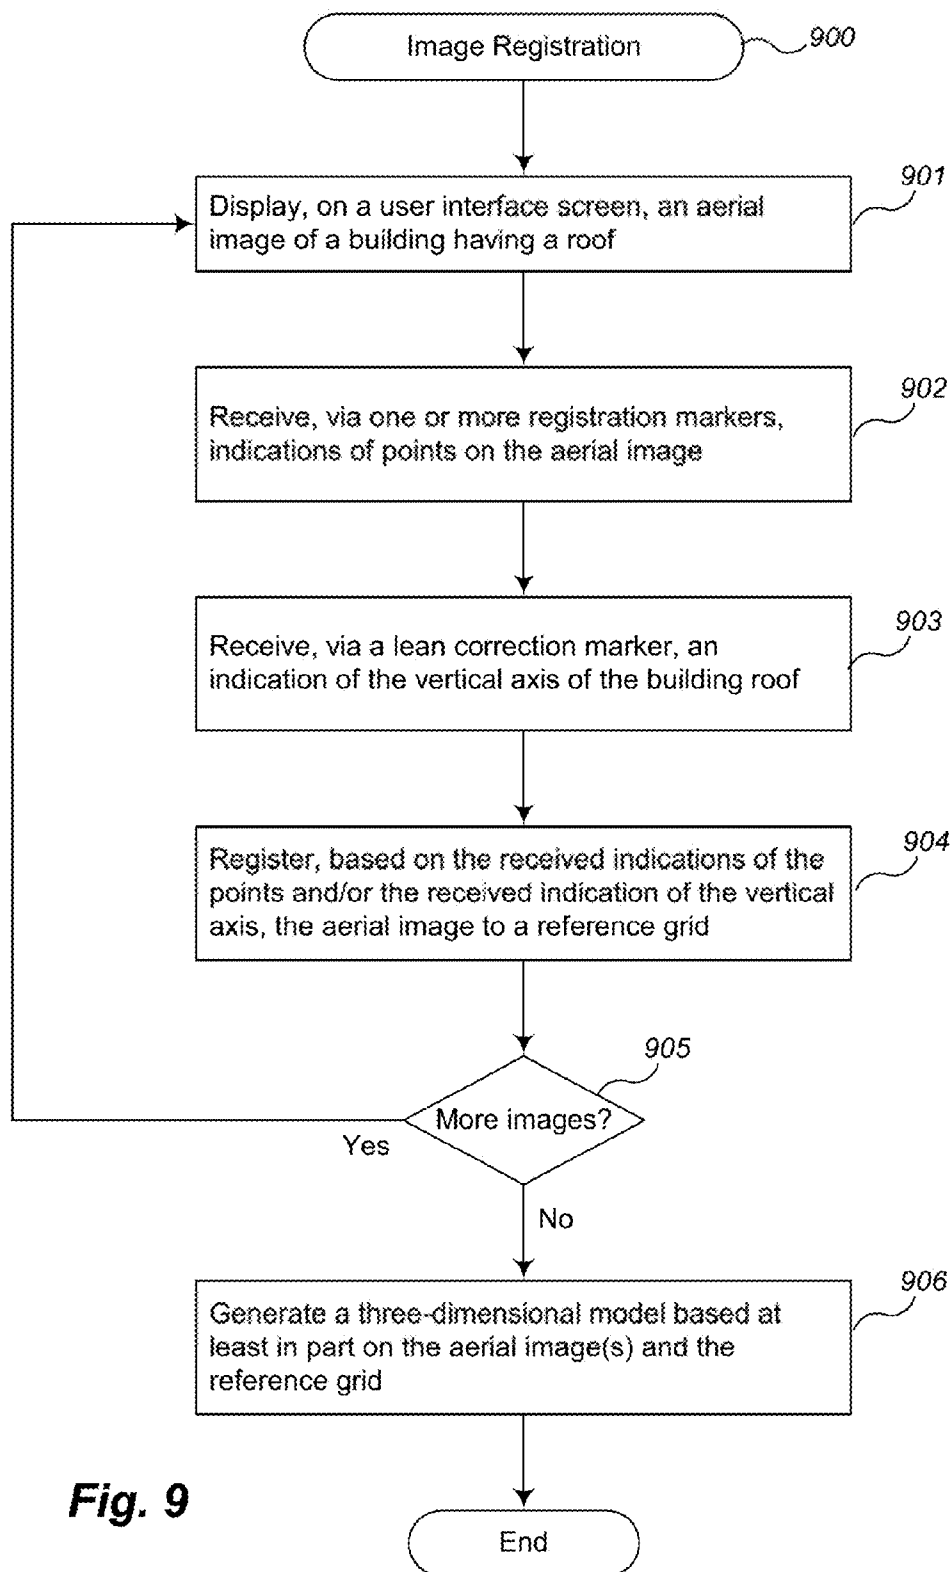 Image Registration
900
901
Display, on a user interface screen, an aerial
image of a building having a roof
902
Receive, via one or more registration markers,
indications of points on the aerial image
903
Receive, via a lean correction marker, an
indication of the vertical axis of the building roof
904
Register, based on the received indications of the
points and/or the received indication of the vertical
axis, the aerial image to a reference grid
905
More images?
Yes
No
906
Generate a three-dimensional model based at
least in part on the aerial image(s) and the
reference grid
Fig. 9
End